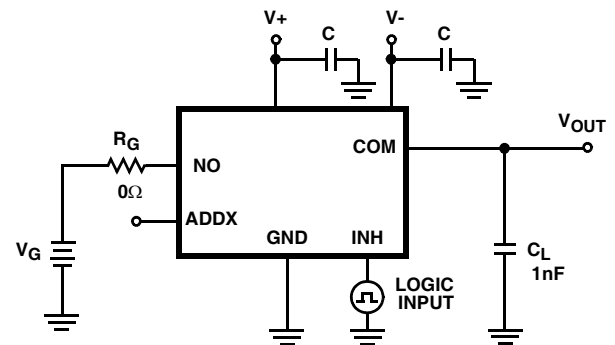 V+
C
V-
C
RG
0Ω
NO
COM
VOUT
ADDX
VG
GND
INH
LOGIC
INPUT
CL
1nF